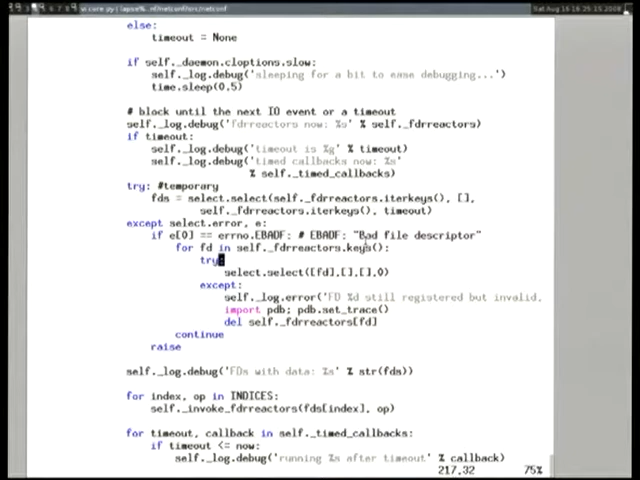 Sat Aug 16 16:25:15 2008
else:
timeout = None
if self._daemon.cloptions.slow:
self._log.debug('sleeping for a bit to ease debugging...')
time.sleep(0.5)
# block until the next IO event or a timeout
self._log.debug('fdrreactors now: %s' % self._fdrreactors)
if timeout:
self._log.debug('timeout is %g' % timeout)
self._log.debug('timed callbacks now: %s'
% self._timed_callbacks)
try: #temporary
fds = select.select(self._fdrreactors.iterkeys(), [],
self._fdrreactors.iterkeys(), timeout)
except select.error, e:
if e[0] == errno.EBADF: # EBADF: "Bad file descriptor"
for fd in self._fdrreactors.keys():
try:
select.select([fd],[],[],0)
except:
self._log.error('FD %d still registered but invalid.
import pdb; pdb.set_trace()
del self._fdrreactors[fd]
continue
raise
self._log.debug('FDs with data: %s' % str(fds))
for index, op in INDICES:
self._invoke_fdrreactors(fds[index], op)
for timeout, callback in self._timed_callbacks:
if timeout <= now:
self._log.debug('running %s after timeout' % callback)
217,32 75%